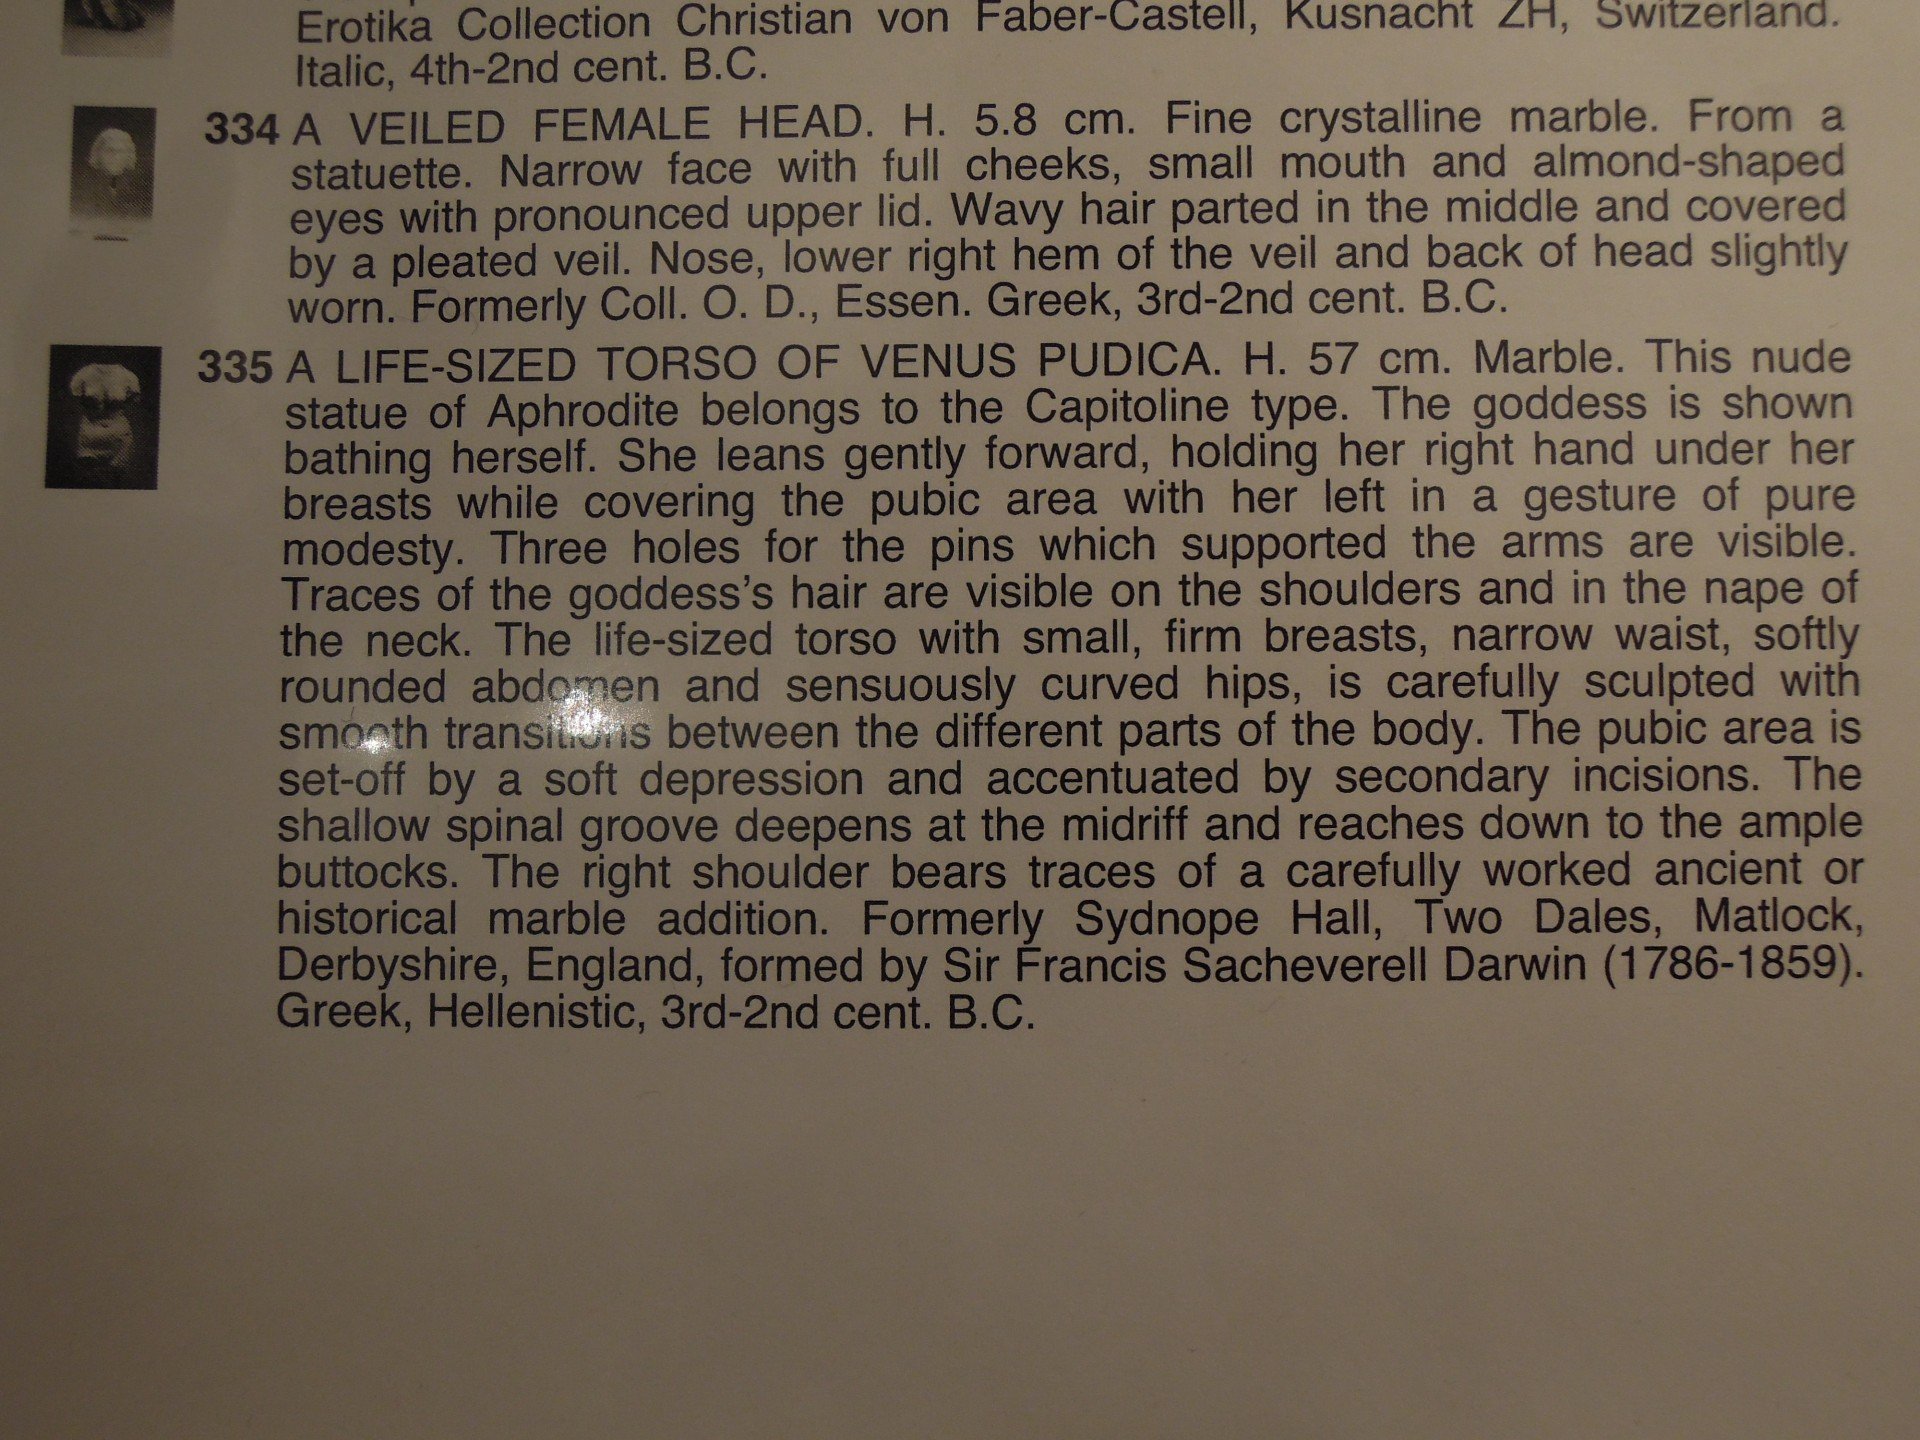 Erotika Collection Christian von Faber-Castell, Kusnacht ZH, Switzerland.
Italic, 4th-2nd cent. B.C.
334 A VEILED FEMALE HEAD. H. 5.8 cm. Fine crystalline marble. From a
statuette. Narrow face with full cheeks, small mouth and almond-shaped
eyes with pronounced upper lid. Wavy hair parted in the middle and covered
by a pleated veil. Nose, lower right hem of the veil and back of head slightly
worn. Formerly Coll. O. D., Essen. Greek, 3rd-2nd cent. B.C.
335 A LIFE-SIZED TORSO OF VENUS PUDICA. H. 57 cm. Marble. This nude
statue of Aphrodite belongs to the Capitoline type. The goddess is shown
bathing herself. She leans gently forward, holding her right hand under her
breasts while covering the pubic area with her left in a gesture of pure
modesty. Three holes for the pins which supported the arms are visible.
Traces of the goddess’s hair are visible on the shoulders and in the nape of
the neck. The life-sized torso with small, firm breasts, narrow waist, softly
rounded abdomen and sensuously curved hips, is carefully sculpted with
smooth transitions between the different parts of the body. The pubic area is
set-off by a soft depression and accentuated by secondary incisions. The
shallow spinal groove deepens at the midriff and reaches down to the ample
buttocks. The right shoulder bears traces of a carefully worked ancient or
historical marble addition. Formerly Sydnope Hall, Two Dales, Matlock,
Derbyshire, England, formed by Sir Francis Sacheverell Darwin (1786-1859).
Greek, Hellenistic, 3rd-2nd cent. B.C.